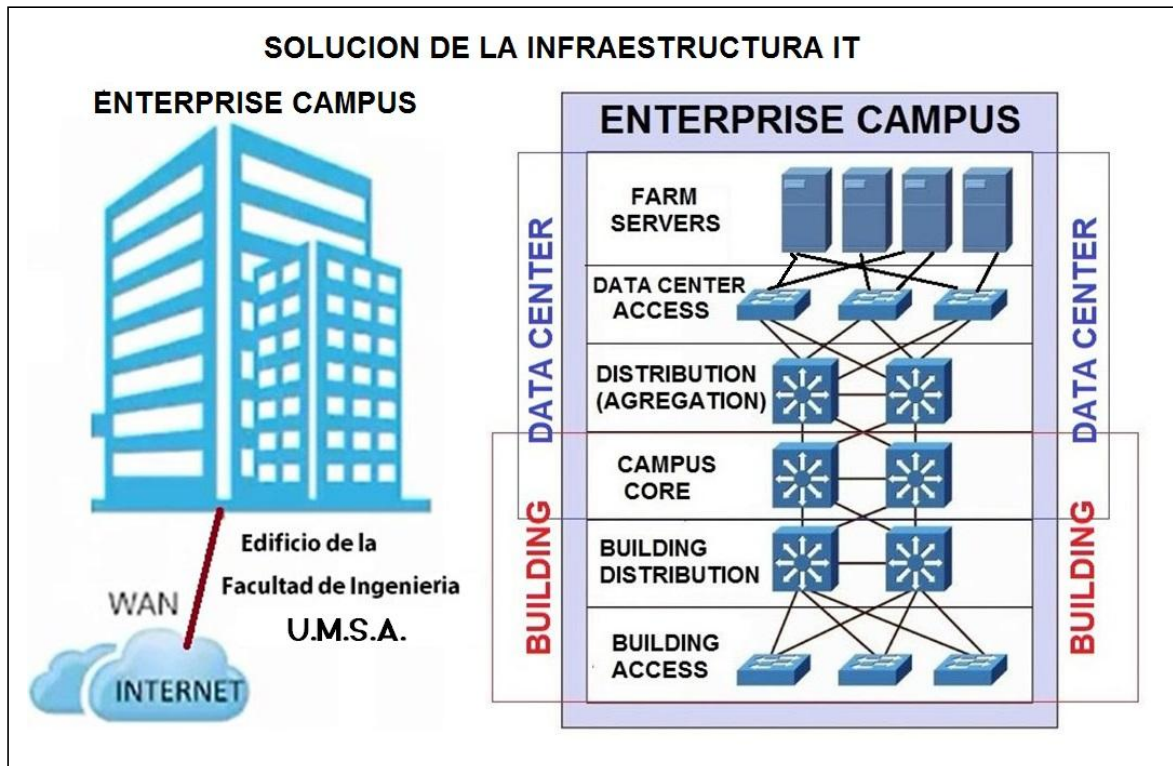 SOLUCION DE LA INFRAESTRUCTURA IT
ENTERPRISE CAMPUS
Edificio de la
Facultad de Ingenieria
U.M.S.A.
WAN
INTERNET
ENTERPRISE CAMPUS
DATA CENTER
BUILDING
FARM
SERVERS
DATA CENTER
ACCESS
DISTRIBUTION
(AGREGATION)
CAMPUS
CORE
BUILDING
DISTRIBUTION
BUILDING
ACCESS
DATA CENTER
BUILDING